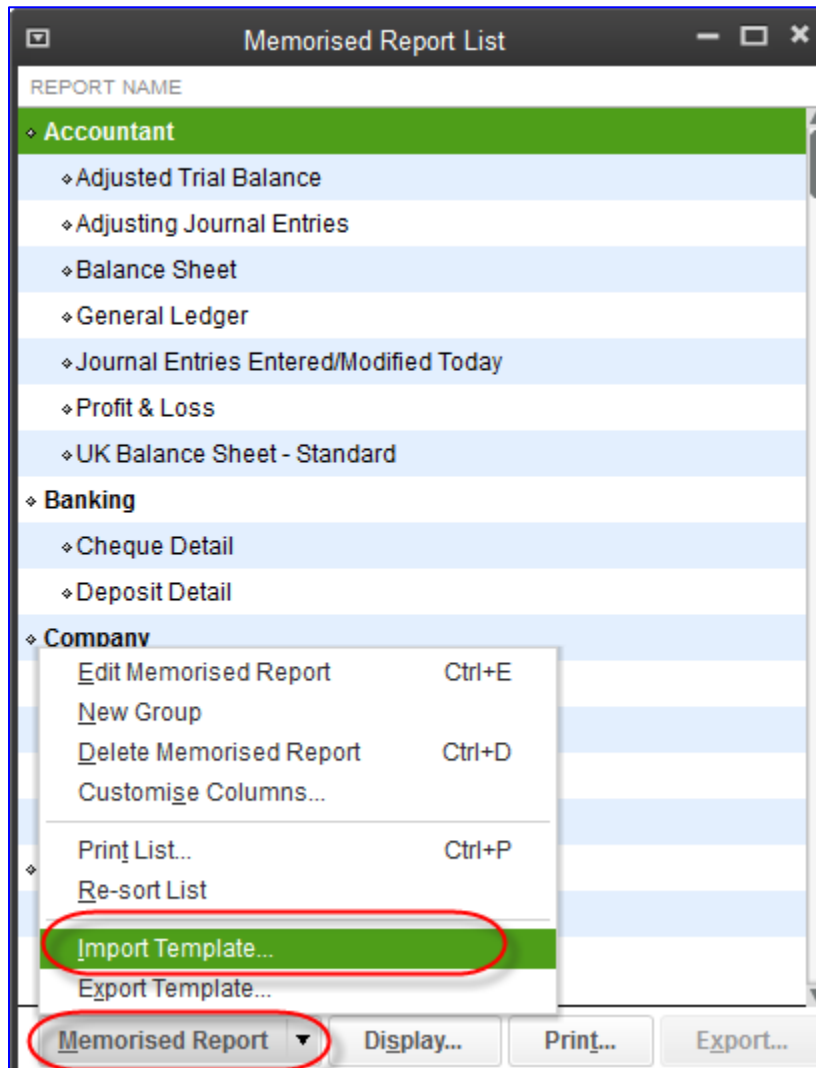 Memorised Report List
REPORT NAME
Accountant
Adjusted Trial Balance
Adjusting Journal Entries
Balance Sheet
General Ledger
Journal Entries Entered/Modified Today
Profit & Loss
UK Balance Sheet - Standard
Banking
Cheque Detail
Deposit Detail
Company
Edit Memorised Report Ctrl+E
New Group
Delete Memorised Report Ctrl+D
Customise Columns...
Print List... Ctrl+P
Re-sort List
Import Template...
Export Template...
Memorised Report Display... Print... Export...